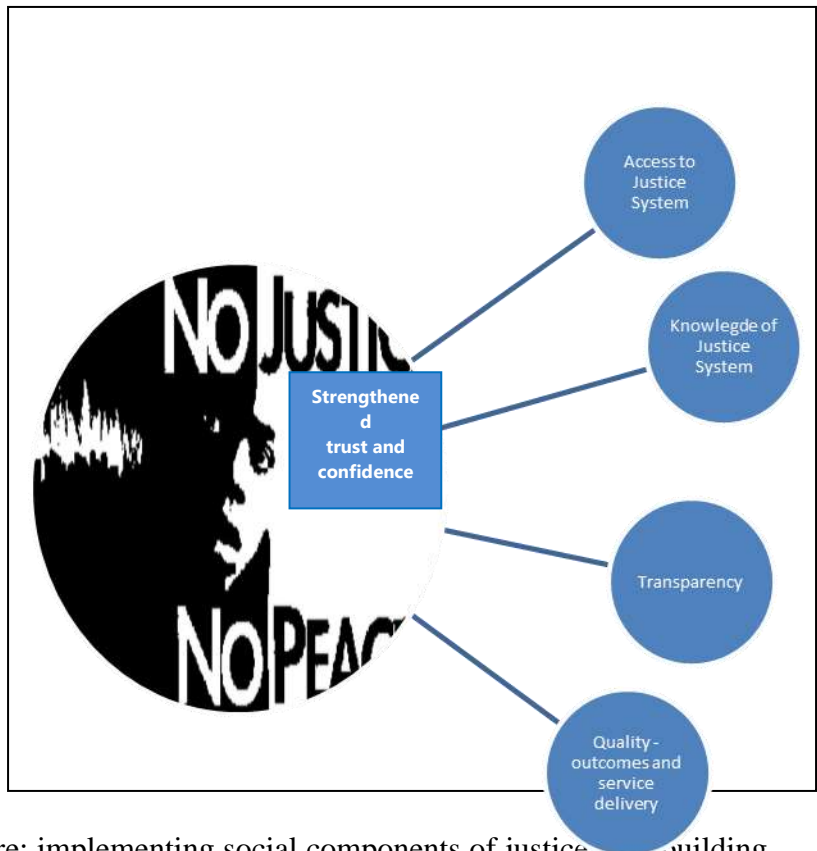 Access to
Justice
System
Knowlegde of
Justice
System
NO JUSTIC
Strengthene
d
trust and
confidence
Transparency
NO PEAC
Quality -
outcomes and
service
delivery
re: implementing social components of justice building